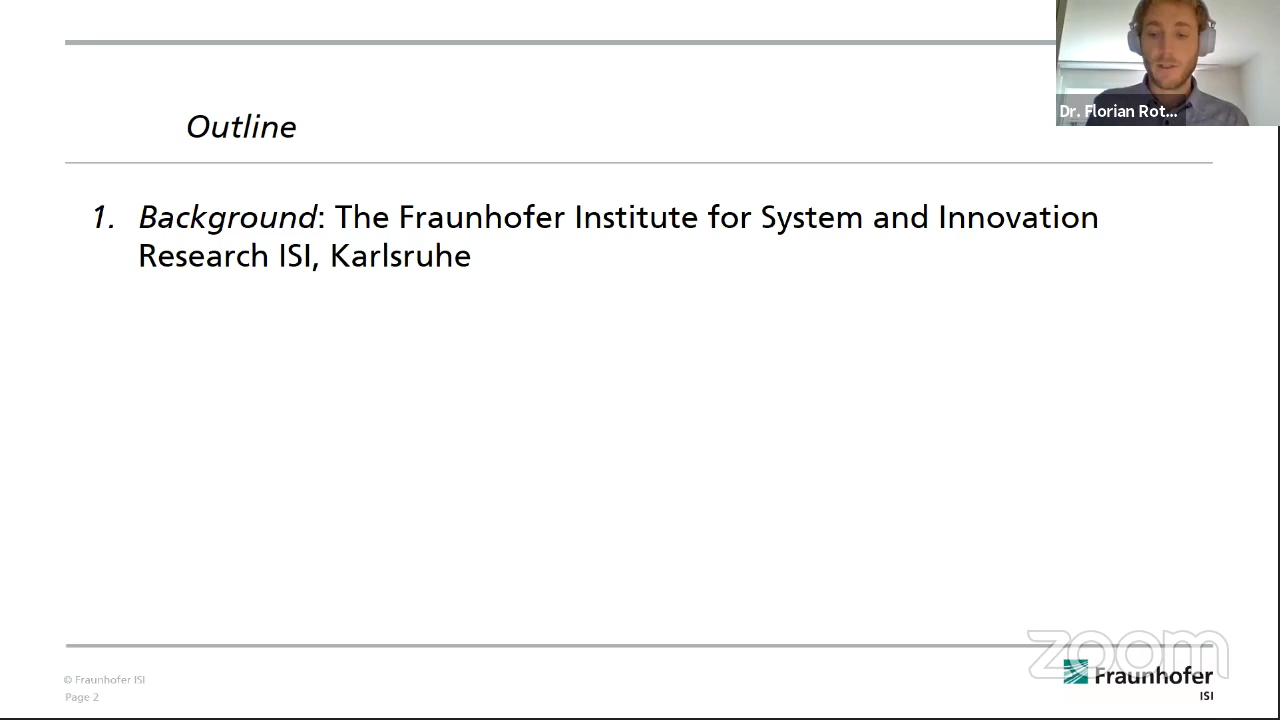 Dr. Florian Rot...
Outline
1. Background: The Fraunhofer Institute for System and Innovation
Research ISI, Karlsruhe
zoom
© Fraunhofer ISI
Page 2
Fraunhofer
ISI